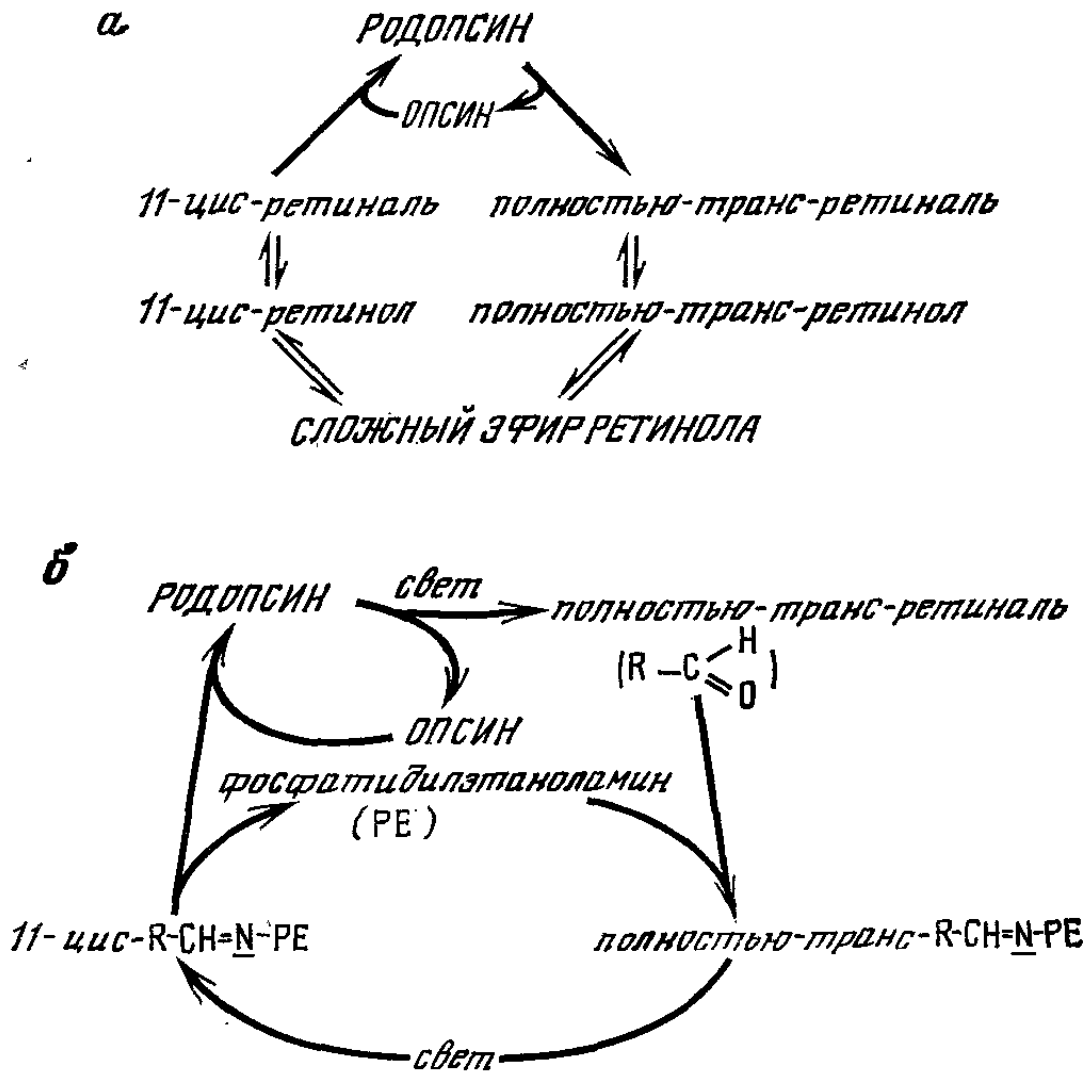 а
РОДОПСИН
ОПСИН
11-цис-ретиналь полностью-транс-ретиналь
11-цис-ретинол полностью-транс-ретинол
СЛОЖНЫЙ ЭФИР РЕТИНОЛА
б
РОДОПСИН свет полностью-транс-ретиналь
(R-C H O)
ОПСИН
фосфатидилэтаноламин
(PE)
11-цис-R-CH=N-PE полностью-транс-R-CH=N-PE
свет